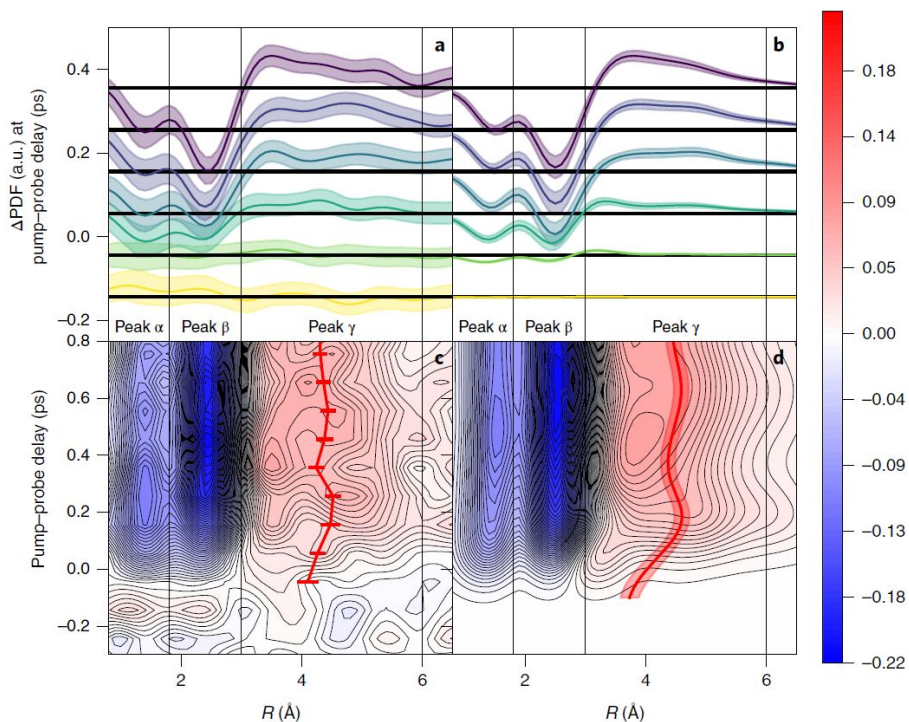 a
b
ΔPDF (a.u.) at
pump–probe delay (ps)
0.4
0.2
0.0
–0.2
Peak α Peak β Peak γ
Peak α Peak β Peak γ
c
d
Pump–probe delay (ps)
0.8
0.6
0.4
0.2
0.0
–0.2
2 4 6
2 4 6
R (Å)
R (Å)
0.18
0.14
0.09
0.05
0.00
–0.04
–0.09
–0.13
–0.18
–0.22